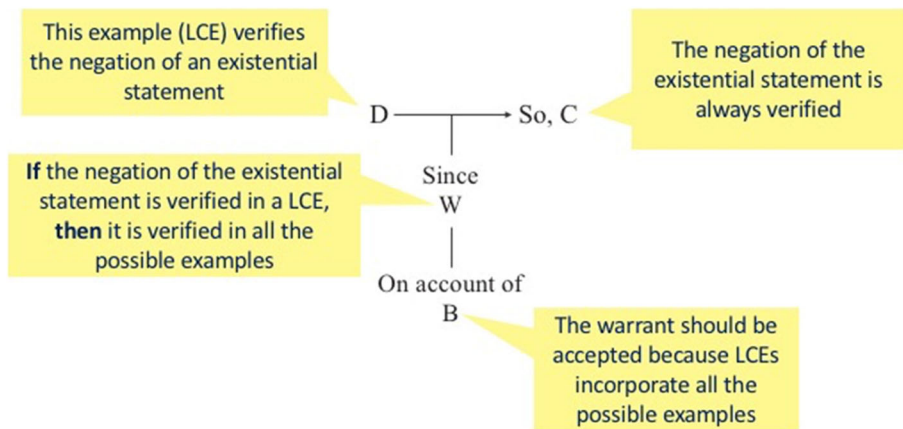 This example (LCE) verifies
the negation of an existential
statement
The negation of the
existential statement is
always verified
D
So, C
If the negation of the existential
statement is verified in a LCE,
then it is verified in all the
possible examples
Since
W
On account of
B
The warrant should be
accepted because LCEs
incorporate all the
possible examples